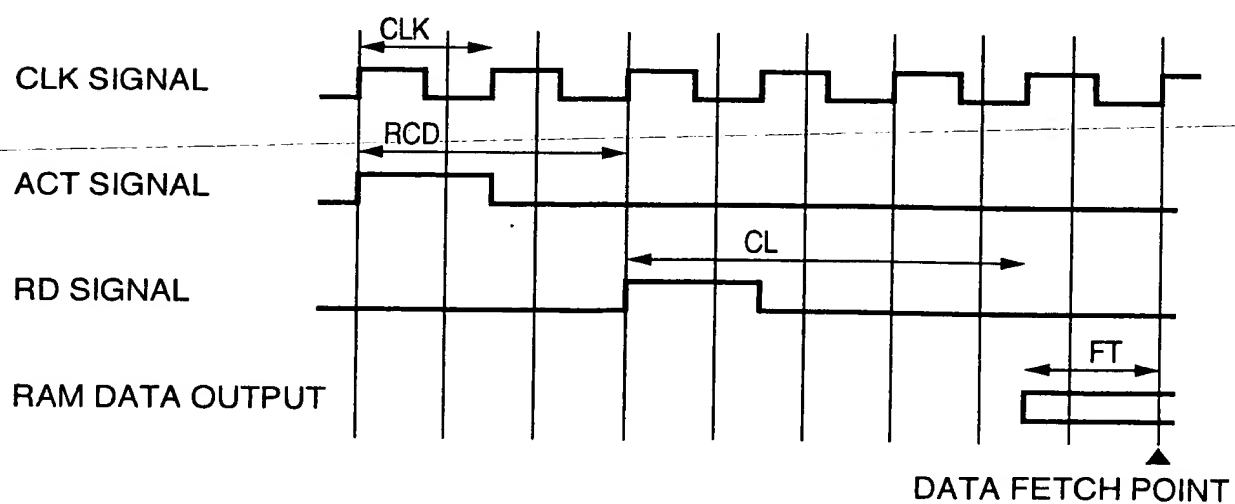 CLK
CLK SIGNAL
RCD
ACT SIGNAL
CL
RD SIGNAL
FT
RAM DATA OUTPUT
DATA FETCH POINT